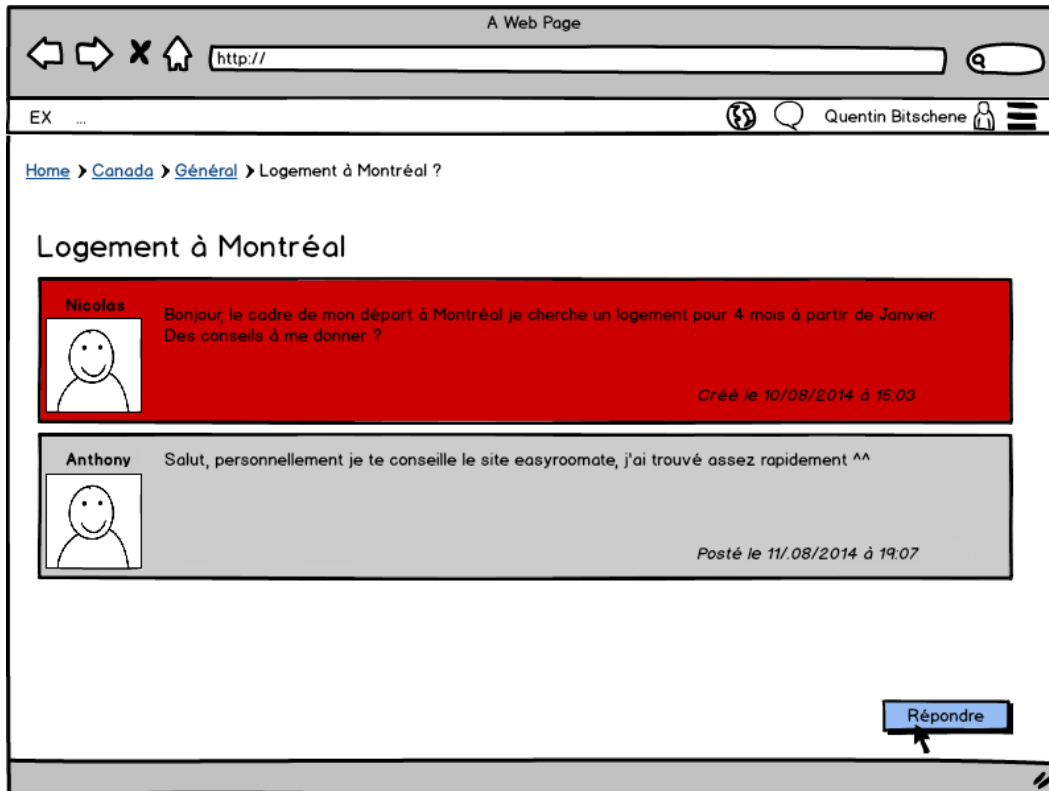 A Web Page
http://
EX ...
Quentin Bitschene
Home > Canada > Général > Logement à Montréal ?
Logement à Montréal
Nicolas
Bonjour, le cadre de mon départ à Montréal je cherche un logement pour 4 mois à partir de Janvier.
Des conseils à me donner ?
Créé le 10/08/2014 à 15:03
Anthony
Salut, personnellement je te conseille le site easyroomate, j'ai trouvé assez rapidement ^^
Posté le 11/.08/2014 à 19:07
Répondre